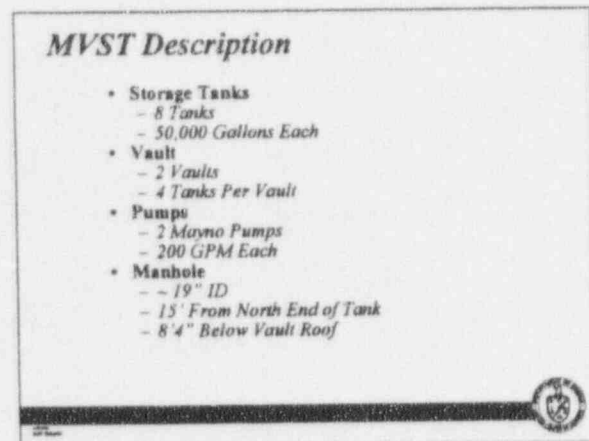 MVST Description
• Storage Tanks
– 8 Tanks
– 50,000 Gallons Each
• Vault
– 2 Vaults
– 4 Tanks Per Vault
• Pumps
– 2 Mayno Pumps
– 200 GPM Each
• Manhole
– ~ 19" ID
– 15' From North End of Tank
– 8'4" Below Vault Roof